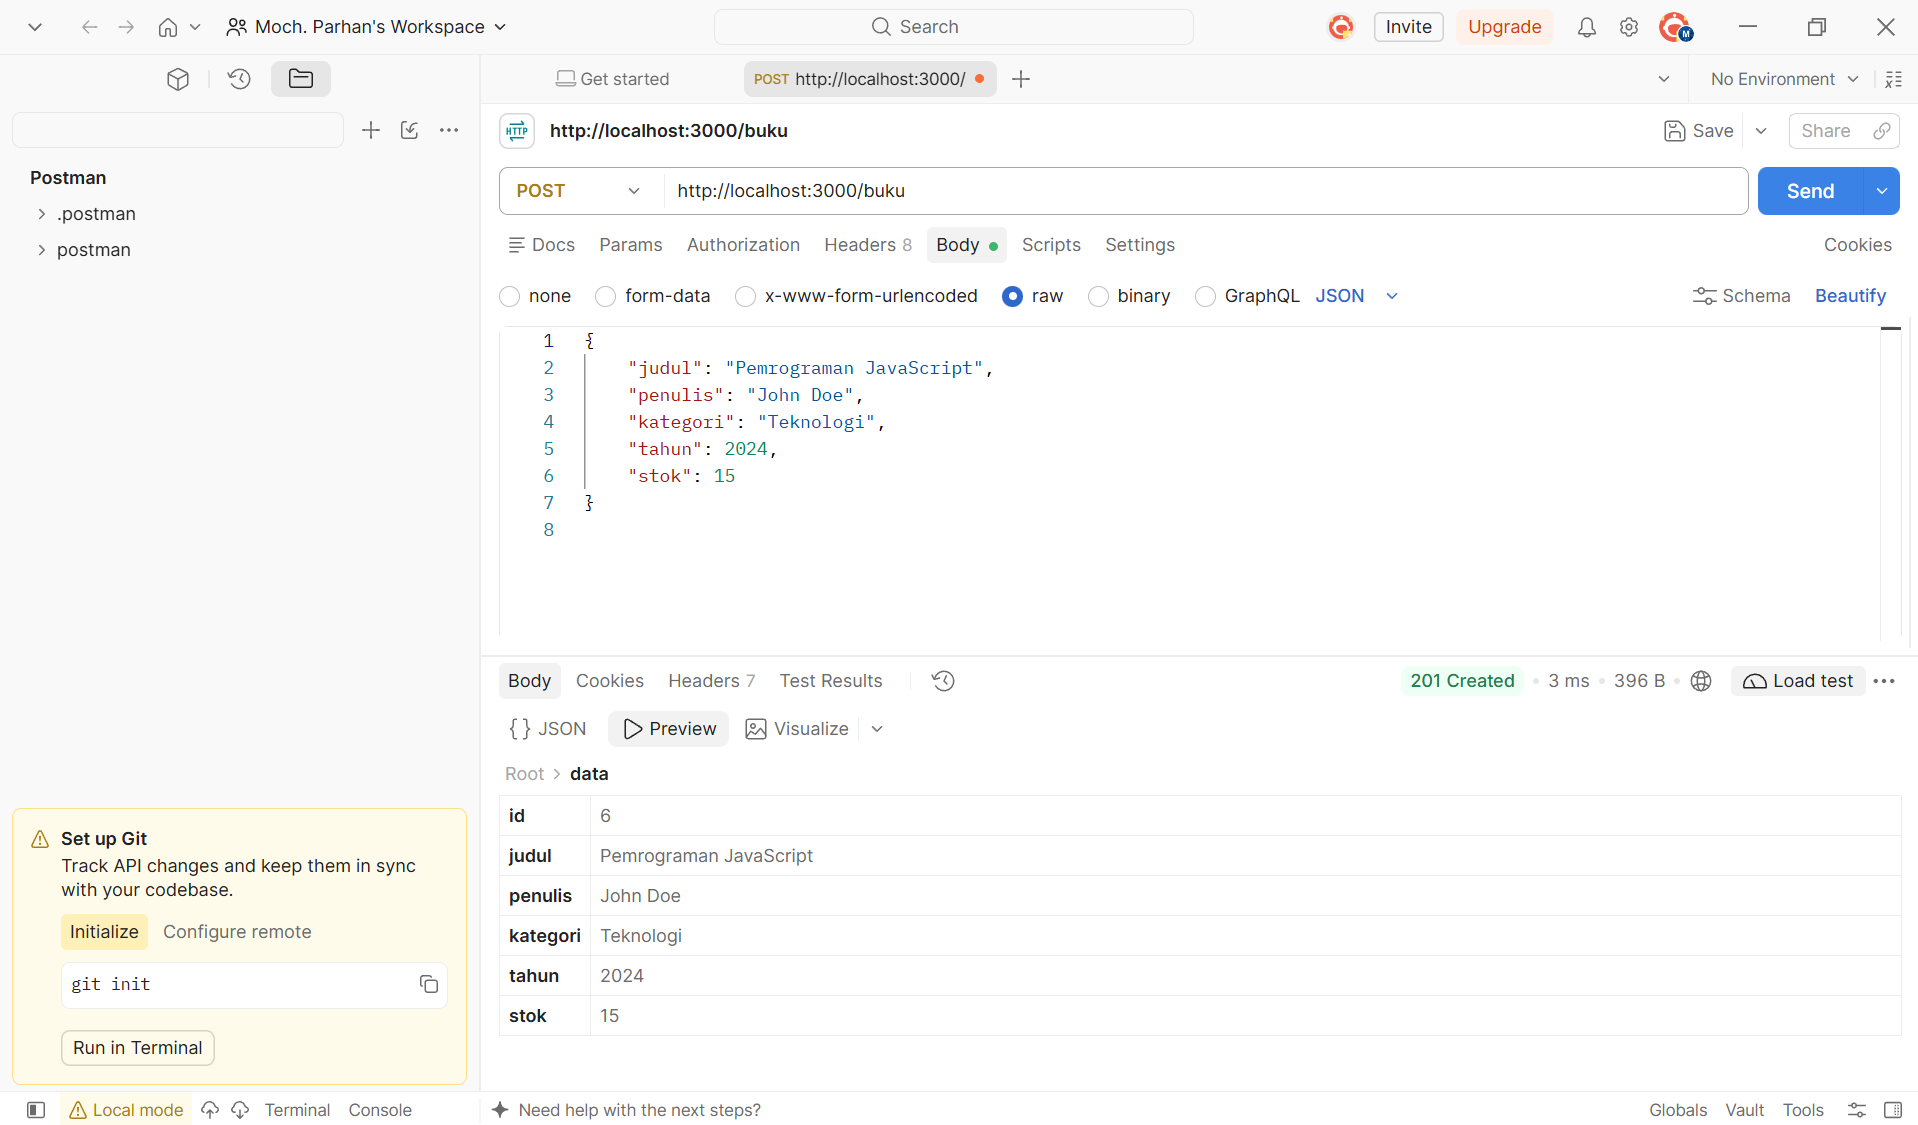 Moch. Parhan's Workspace
Search
Invite
Upgrade
M
Get started
POST http://localhost:3000/
No Environment
HTTP
http://localhost:3000/buku
Save
Share
Postman
.postman
postman
POST
http://localhost:3000/buku
Send
Docs
Params
Authorization
Headers 8
Body
Scripts
Settings
Cookies
none
form-data
x-www-form-urlencoded
raw
binary
GraphQL
JSON
Schema
Beautify
1 {
2 "judul": "Pemrograman JavaScript",
3 "penulis": "John Doe",
4 "kategori": "Teknologi",
5 "tahun": 2024,
6 "stok": 15
7 }
8
Body
Cookies
Headers 7
Test Results
201 Created
3 ms
396 B
Load test
{} JSON
Preview
Visualize
Root > data
id 6
judul Pemrograman JavaScript
penulis John Doe
kategori Teknologi
tahun 2024
stok 15
Set up Git
Track API changes and keep them in sync
with your codebase.
Initialize
Configure remote
git init
Run in Terminal
Local mode
Terminal
Console
Need help with the next steps?
Globals
Vault
Tools